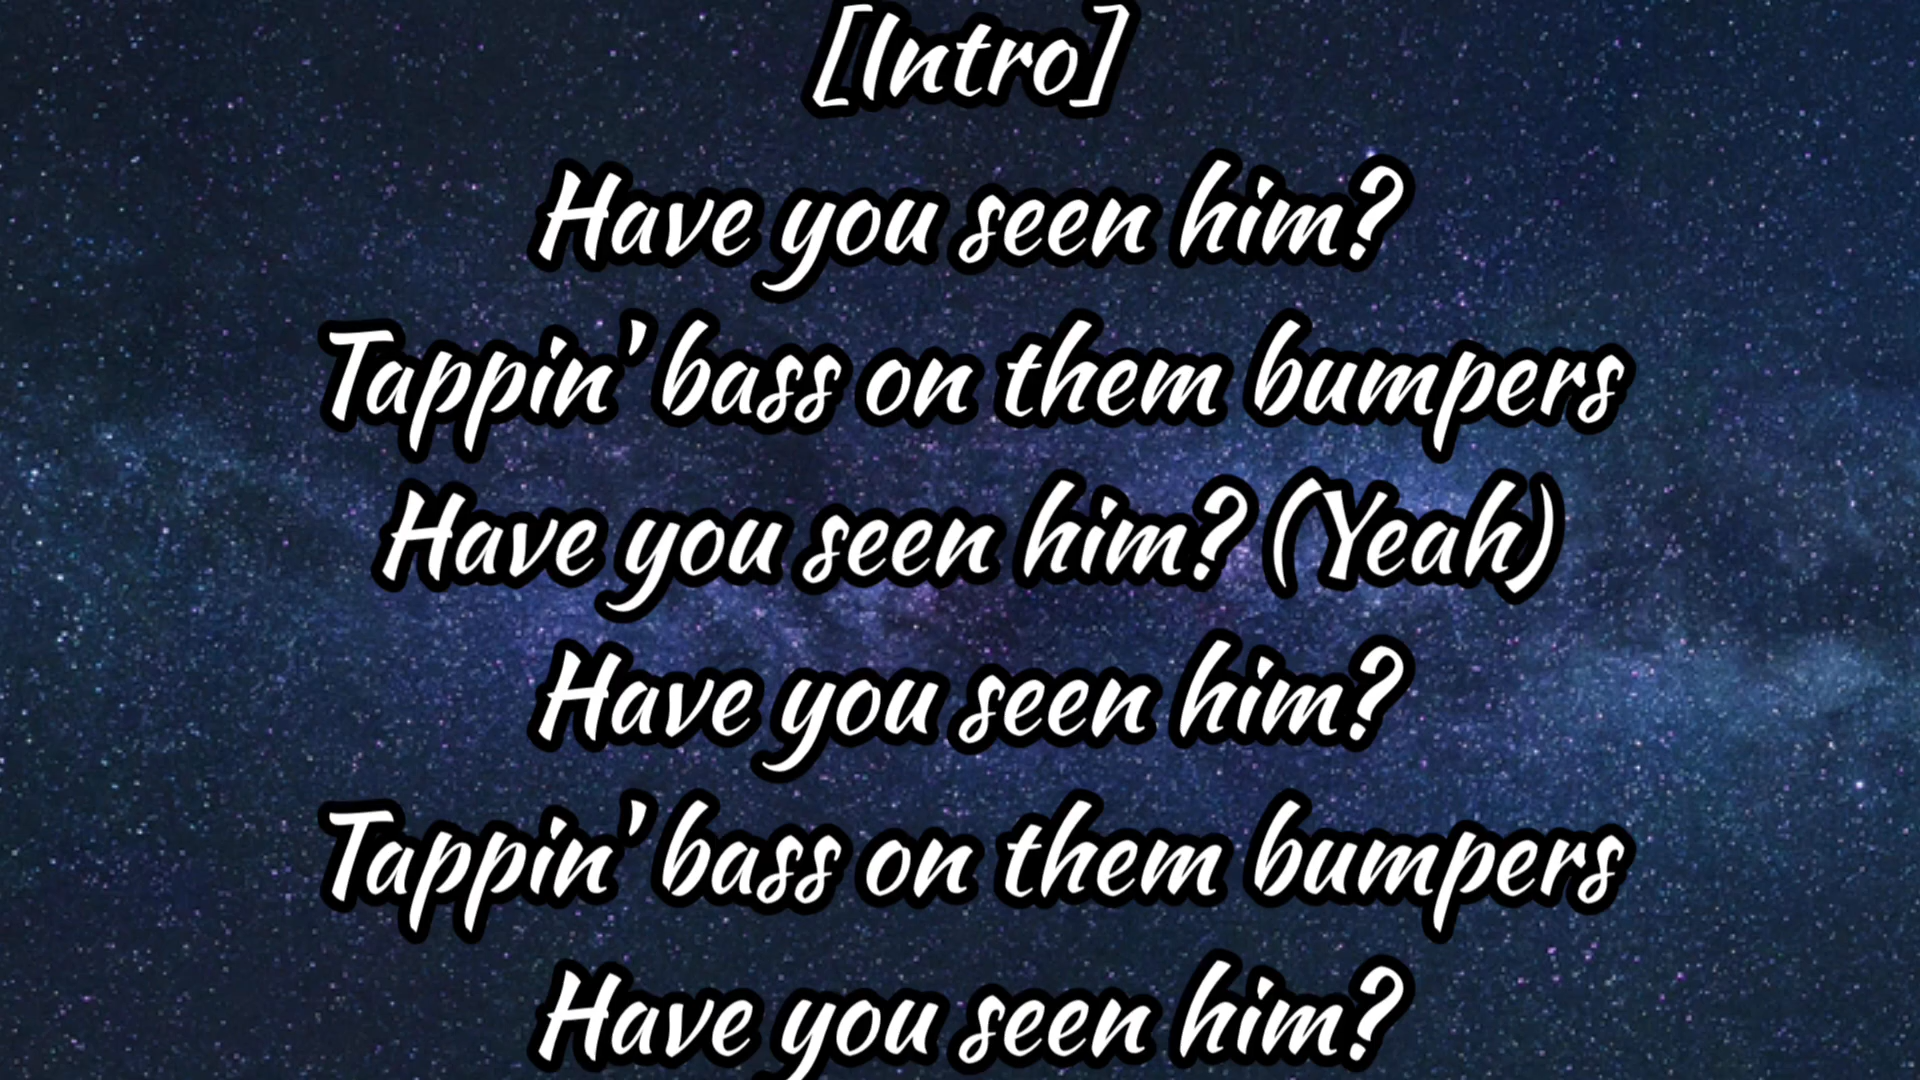 [Intro]
Have you seen him?
Tappin' bass on them bumpers
Have you seen him? (Yeah)
Have you seen him?
Tappin' bass on them bumpers
Have you seen him?